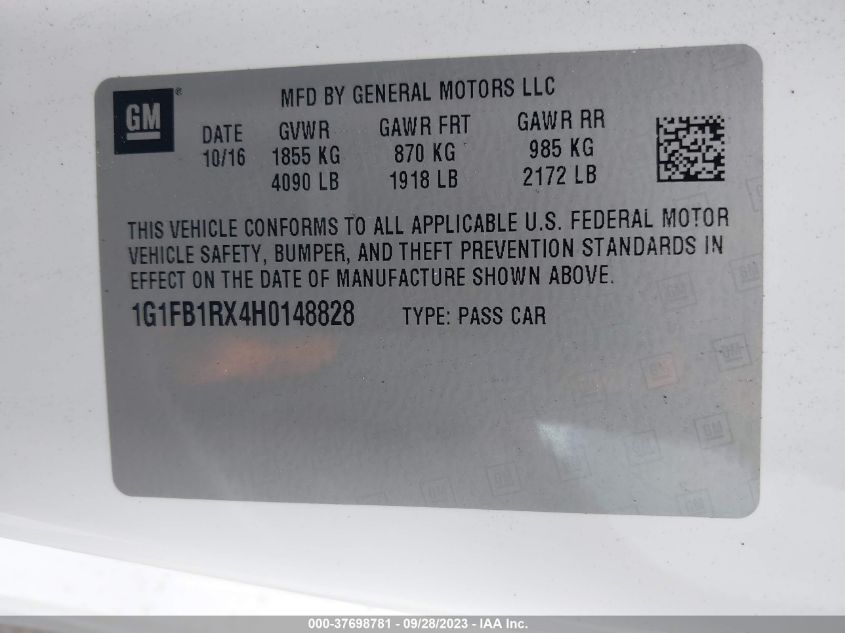 GM ®
MFD BY GENERAL MOTORS LLC
DATE GVWR GAWR FRT GAWR RR
10/16 1855 KG 870 KG 985 KG
4090 LB 1918 LB 2172 LB
THIS VEHICLE CONFORMS TO ALL APPLICABLE U.S. FEDERAL MOTOR
VEHICLE SAFETY, BUMPER, AND THEFT PREVENTION STANDARDS IN
EFFECT ON THE DATE OF MANUFACTURE SHOWN ABOVE.
1G1FB1RX4H0148828 TYPE: PASS CAR
000-37698781 - 09/28/2023 - IAA Inc.